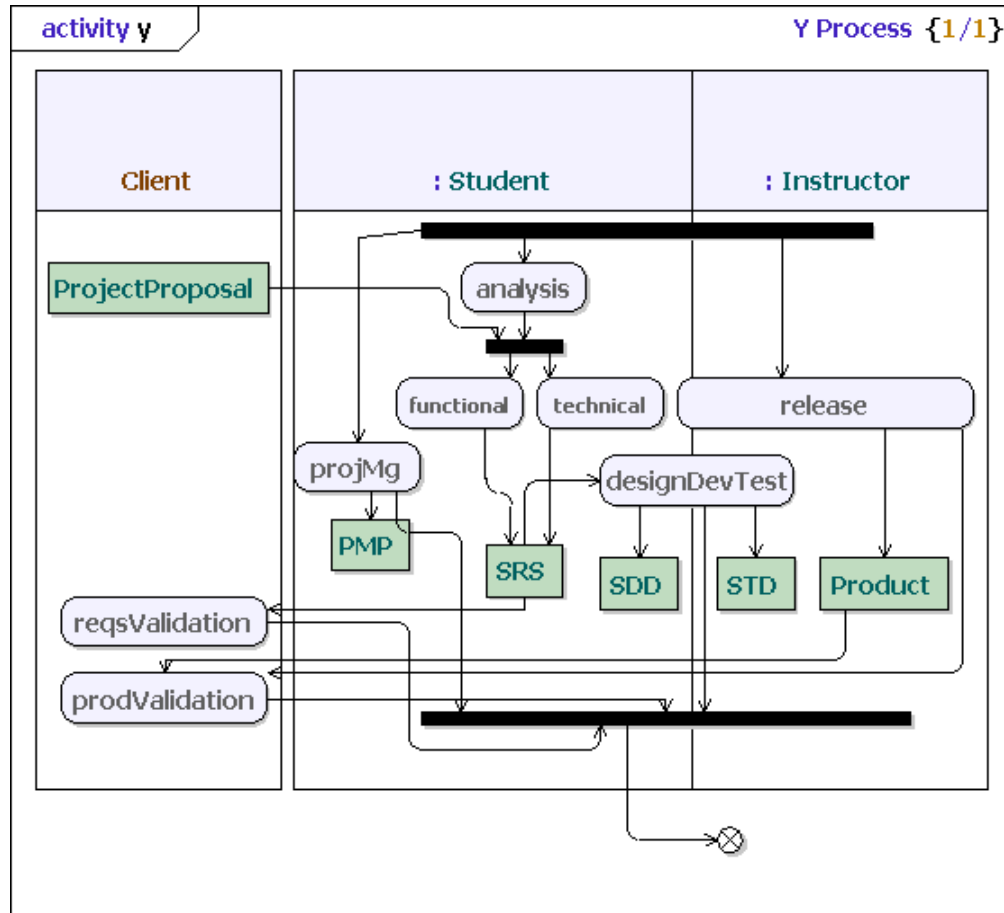 activity y
Y Process {1/1}
Client
: Student
: Instructor
ProjectProposal
analysis
functional
technical
release
projMg
designDevTest
PMP
SRS
SDD
STD
Product
reqsValidation
prodValidation